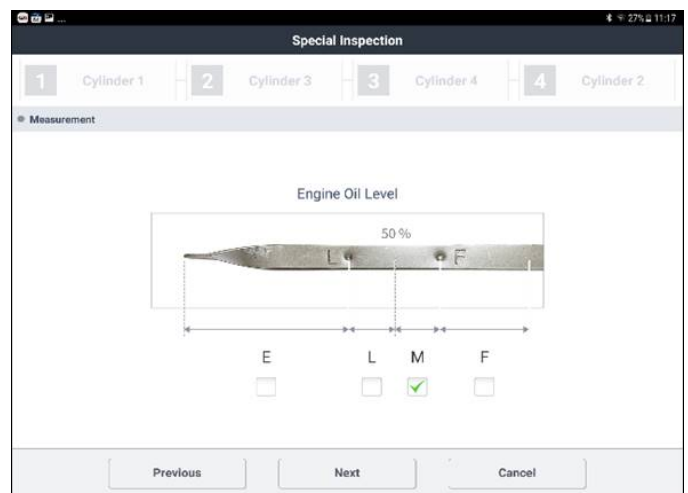 ... 27% 11:17
Special Inspection
1 Cylinder 1 2 Cylinder 3 3 Cylinder 4 4 Cylinder 2
Measurement
Engine Oil Level
50 %
L F
E L M F
Previous Next Cancel